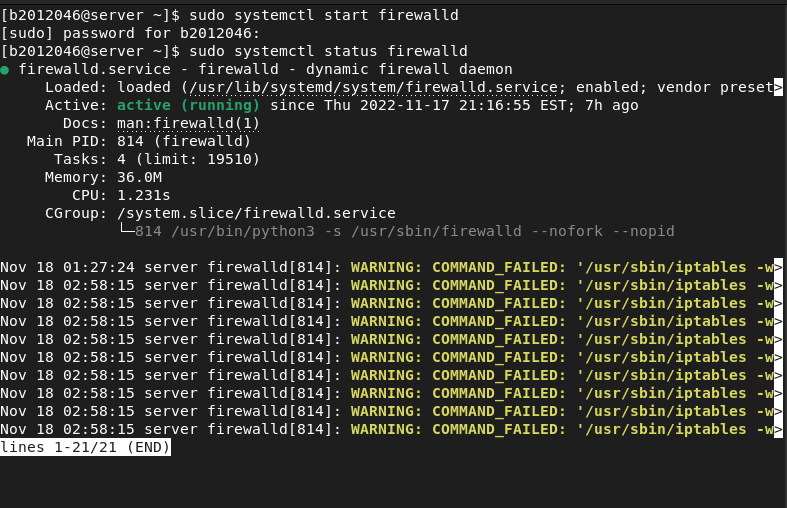 [b2012046@server ~]$ sudo systemctl start firewalld
[sudo] password for b2012046:
[b2012046@server ~]$ sudo systemctl status firewalld
● firewalld.service - firewalld - dynamic firewall daemon
     Loaded: loaded (/usr/lib/systemd/system/firewalld.service; enabled; vendor preset>
     Active: active (running) since Thu 2022-11-17 21:16:55 EST; 7h ago
       Docs: man:firewalld(1)
   Main PID: 814 (firewalld)
      Tasks: 4 (limit: 19510)
     Memory: 36.0M
        CPU: 1.231s
     CGroup: /system.slice/firewalld.service
             └─814 /usr/bin/python3 -s /usr/sbin/firewalld --nofork --nopid
Nov 18 01:27:24 server firewalld[814]: WARNING: COMMAND_FAILED: '/usr/sbin/iptables -w>
Nov 18 02:58:15 server firewalld[814]: WARNING: COMMAND_FAILED: '/usr/sbin/iptables -w>
Nov 18 02:58:15 server firewalld[814]: WARNING: COMMAND_FAILED: '/usr/sbin/iptables -w>
Nov 18 02:58:15 server firewalld[814]: WARNING: COMMAND_FAILED: '/usr/sbin/iptables -w>
Nov 18 02:58:15 server firewalld[814]: WARNING: COMMAND_FAILED: '/usr/sbin/iptables -w>
Nov 18 02:58:15 server firewalld[814]: WARNING: COMMAND_FAILED: '/usr/sbin/iptables -w>
Nov 18 02:58:15 server firewalld[814]: WARNING: COMMAND_FAILED: '/usr/sbin/iptables -w>
Nov 18 02:58:15 server firewalld[814]: WARNING: COMMAND_FAILED: '/usr/sbin/iptables -w>
Nov 18 02:58:15 server firewalld[814]: WARNING: COMMAND_FAILED: '/usr/sbin/iptables -w>
Nov 18 02:58:15 server firewalld[814]: WARNING: COMMAND_FAILED: '/usr/sbin/iptables -w>
lines 1-21/21 (END)